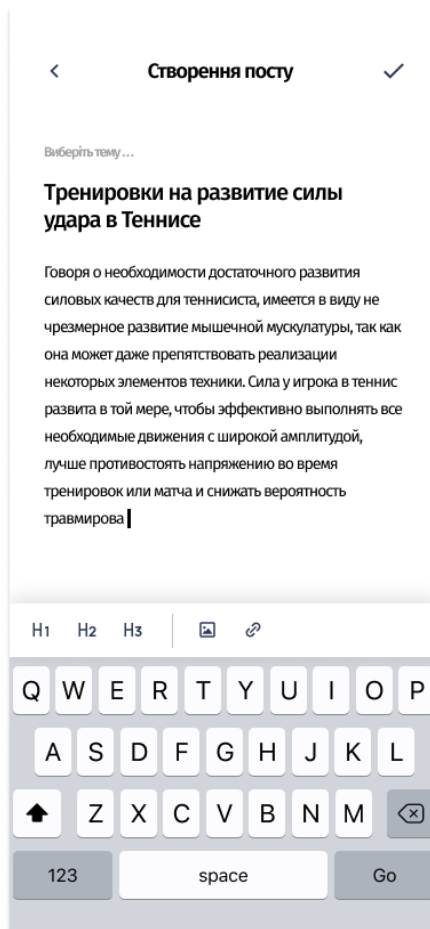 Створення посту
Виберіть тему...
Тренировки на развитие силы
удара в Теннисе
Говоря о необходимости достаточного развития
силовых качеств для теннисиста, имеется в виду не
чрезмерное развитие мышечной мускулатуры, так как
она может даже препятствовать реализации
некоторых элементов техники. Сила у игрока в теннис
развита в той мере, чтобы эффективно выполнять все
необходимые движения с широкой амплитудой,
лучше противостоять напряжению во время
тренировок или матча и снижать вероятность
травмирова
H1 H2 H3
Q W E R T Y U I O P
A S D F G H J K L
Z X C V B N M
123 space Go